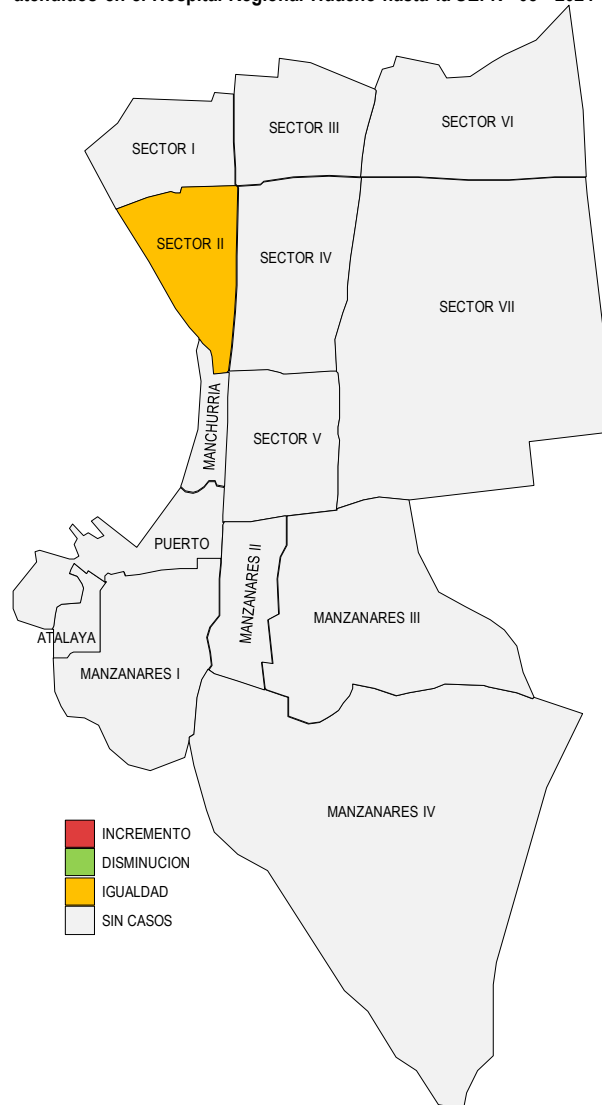 SECTOR VI
SECTOR III
SECTOR I
SECTOR II
SECTOR IV
SECTOR VII
MANCHURRIA
SECTOR V
PUERTO
MANZANARES II
MANZANARES III
ATALAYA
MANZANARES I
MANZANARES IV
INCREMENTO
DISMINUCION
IGUALDAD
SIN CASOS